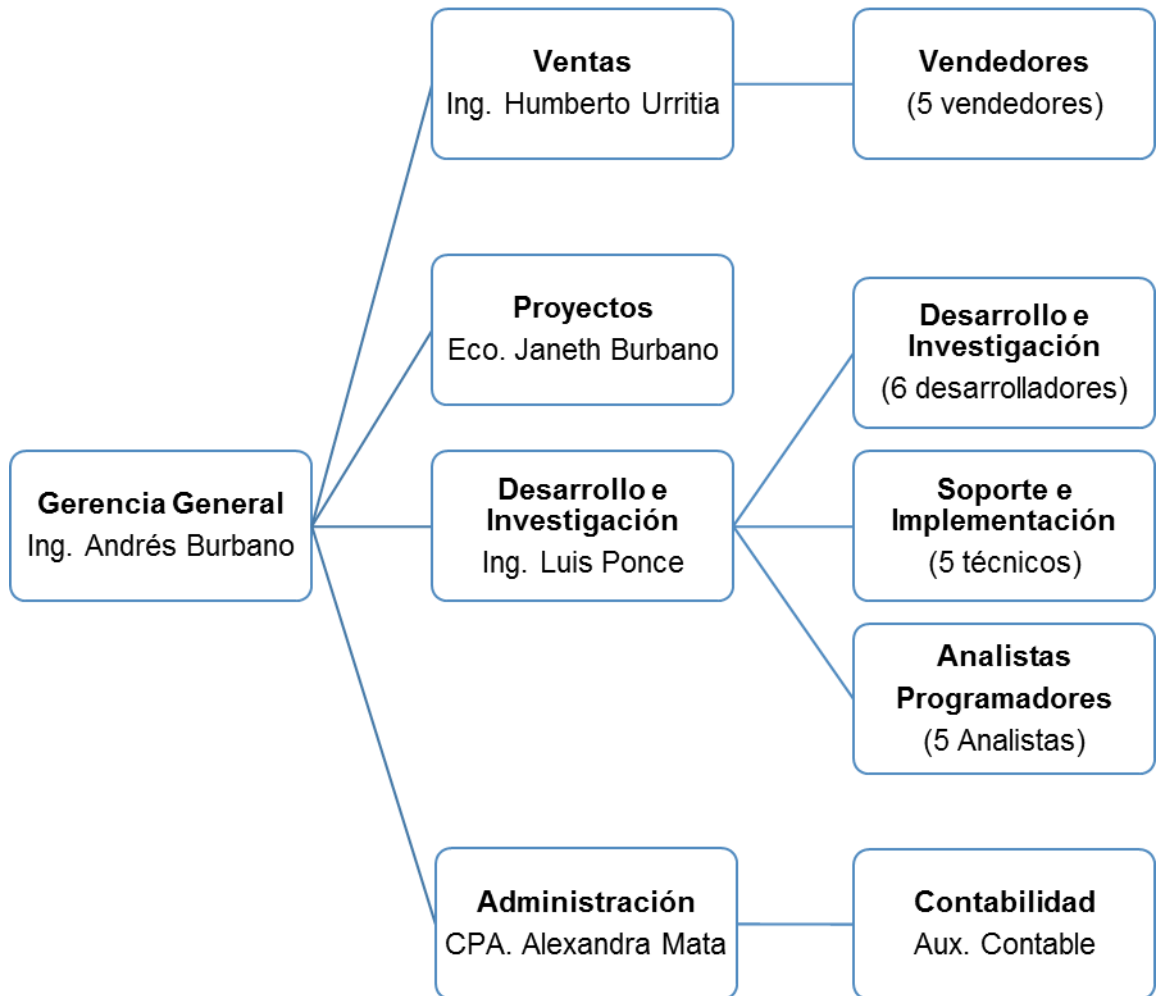 Ventas
Ing. Humberto Urritia
Vendedores
(5 vendedores)
Proyectos
Eco. Janeth Burbano
Desarrollo e
Investigación
(6 desarrolladores)
Gerencia General
Ing. Andrés Burbano
Desarrollo e
Investigación
Ing. Luis Ponce
Soporte e
Implementación
(5 técnicos)
Analistas
Programadores
(5 Analistas)
Administración
CPA. Alexandra Mata
Contabilidad
Aux. Contable